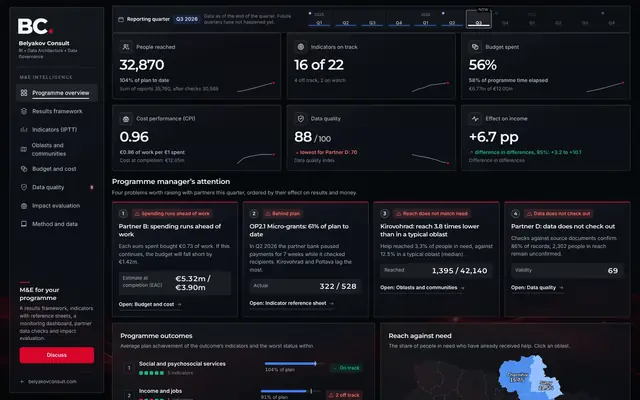 BC.
Belyakov Consult
BI • Data Architecture • Data
Governance
M&E INTELLIGENCE
Programme overview
Results framework
Indicators (IPTT)
Oblasts and
communities
Budget and cost
Data quality
Impact evaluation
Method and data
M&E for your
programme
A results framework, indicators
with reference sheets, a
monitoring dashboard, partner
data checks and impact
evaluation.
Discuss
← belyakovconsult.com
Reporting quarter Q3 2026
Data as of the end of the quarter. Future
quarters have not happened yet.
2025
Q1 Q2 Q3 Q4
2026
Q1 Q2 Q3 Q4
NOW
People reached
32,870
104% of plan to date
Indicators on track
16 of 22
4 off track, 2 on watch
Budget spent
56%
58% of programme time elapsed
Cost performance (CPI)
0.96
€0.96 of work per €1 spent
Cost at completion: €12.05m
Data quality
88 / 100
lowest for Partner D: 70
Data quality index
Effect on income
+6.7 pp
difference in differences, 95%: +3.2 to +10.1
Difference in differences
Programme manager's attention
Four problems worth raising with partners this quarter, ordered by their effect on results and money.
1 Spending runs ahead of work
Partner B: spending runs
ahead of work
Each euro spent bought €0.73 of work. If this
continues, the budget will fall short by
€1.42m.
Estimate at
completion (EAC)
€5.32m /
€3.90m
Open: Budget and cost →
2 Behind plan
OP2.1 Micro-grants: 61% of plan to
date
In Q2 2026 the partner bank paused
payments for 7 weeks while it checked
recipients. Kirovohrad and Poltava lag the
most.
Actual
322 / 528
Open: Indicator reference sheet →
3 Reach does not match need
Kirovohrad: reach 3.8 times lower
than in a typical oblast
Help reached 3.3% of people in need, against
12.5% in a typical oblast (median).
Reached
1,395 / 42,140
Open: Oblasts and communities →
4 Data does not check out
Partner D: data does not check out
Checks against source documents confirm
86% of records; 2,302 people to reach
remain unconfirmed.
Validity
69
Open: Data quality →
Programme outcomes
Average plan achievement of the outcome's indicators and the worst status within.
1 Social and psychosocial services
5 indicators
104% of plan
On track
2 Income and jobs
91% of plan
2 off track
Reach against need
The share of people in need who have already received help. Click an oblast.